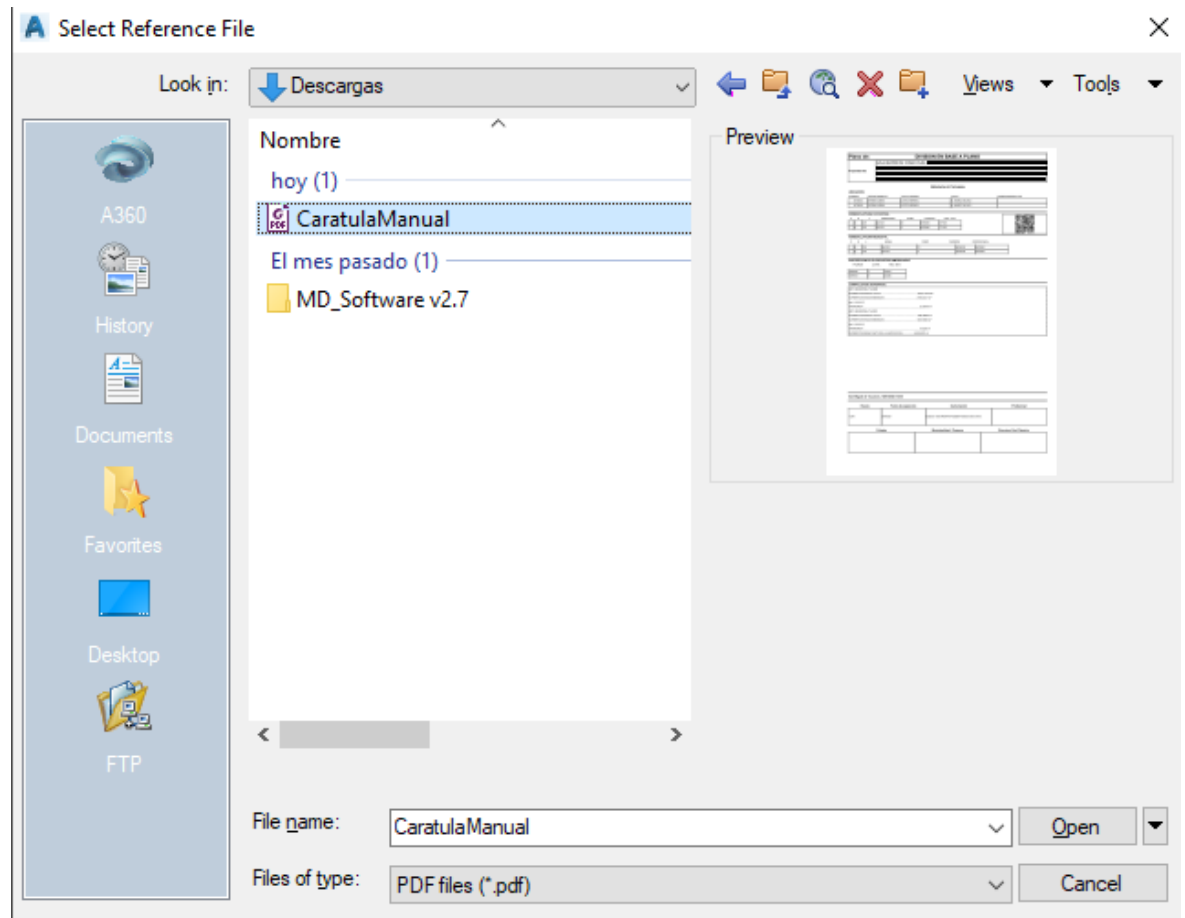 Select Reference File
Look in:
Descargas
Views
Tools
A360
History
Documents
Favorites
Desktop
FTP
Nombre
hoy (1)
CaratulaManual
El mes pasado (1)
MD_Software v2.7
Preview
File name:
CaratulaManual
Open
Files of type:
PDF files (*.pdf)
Cancel